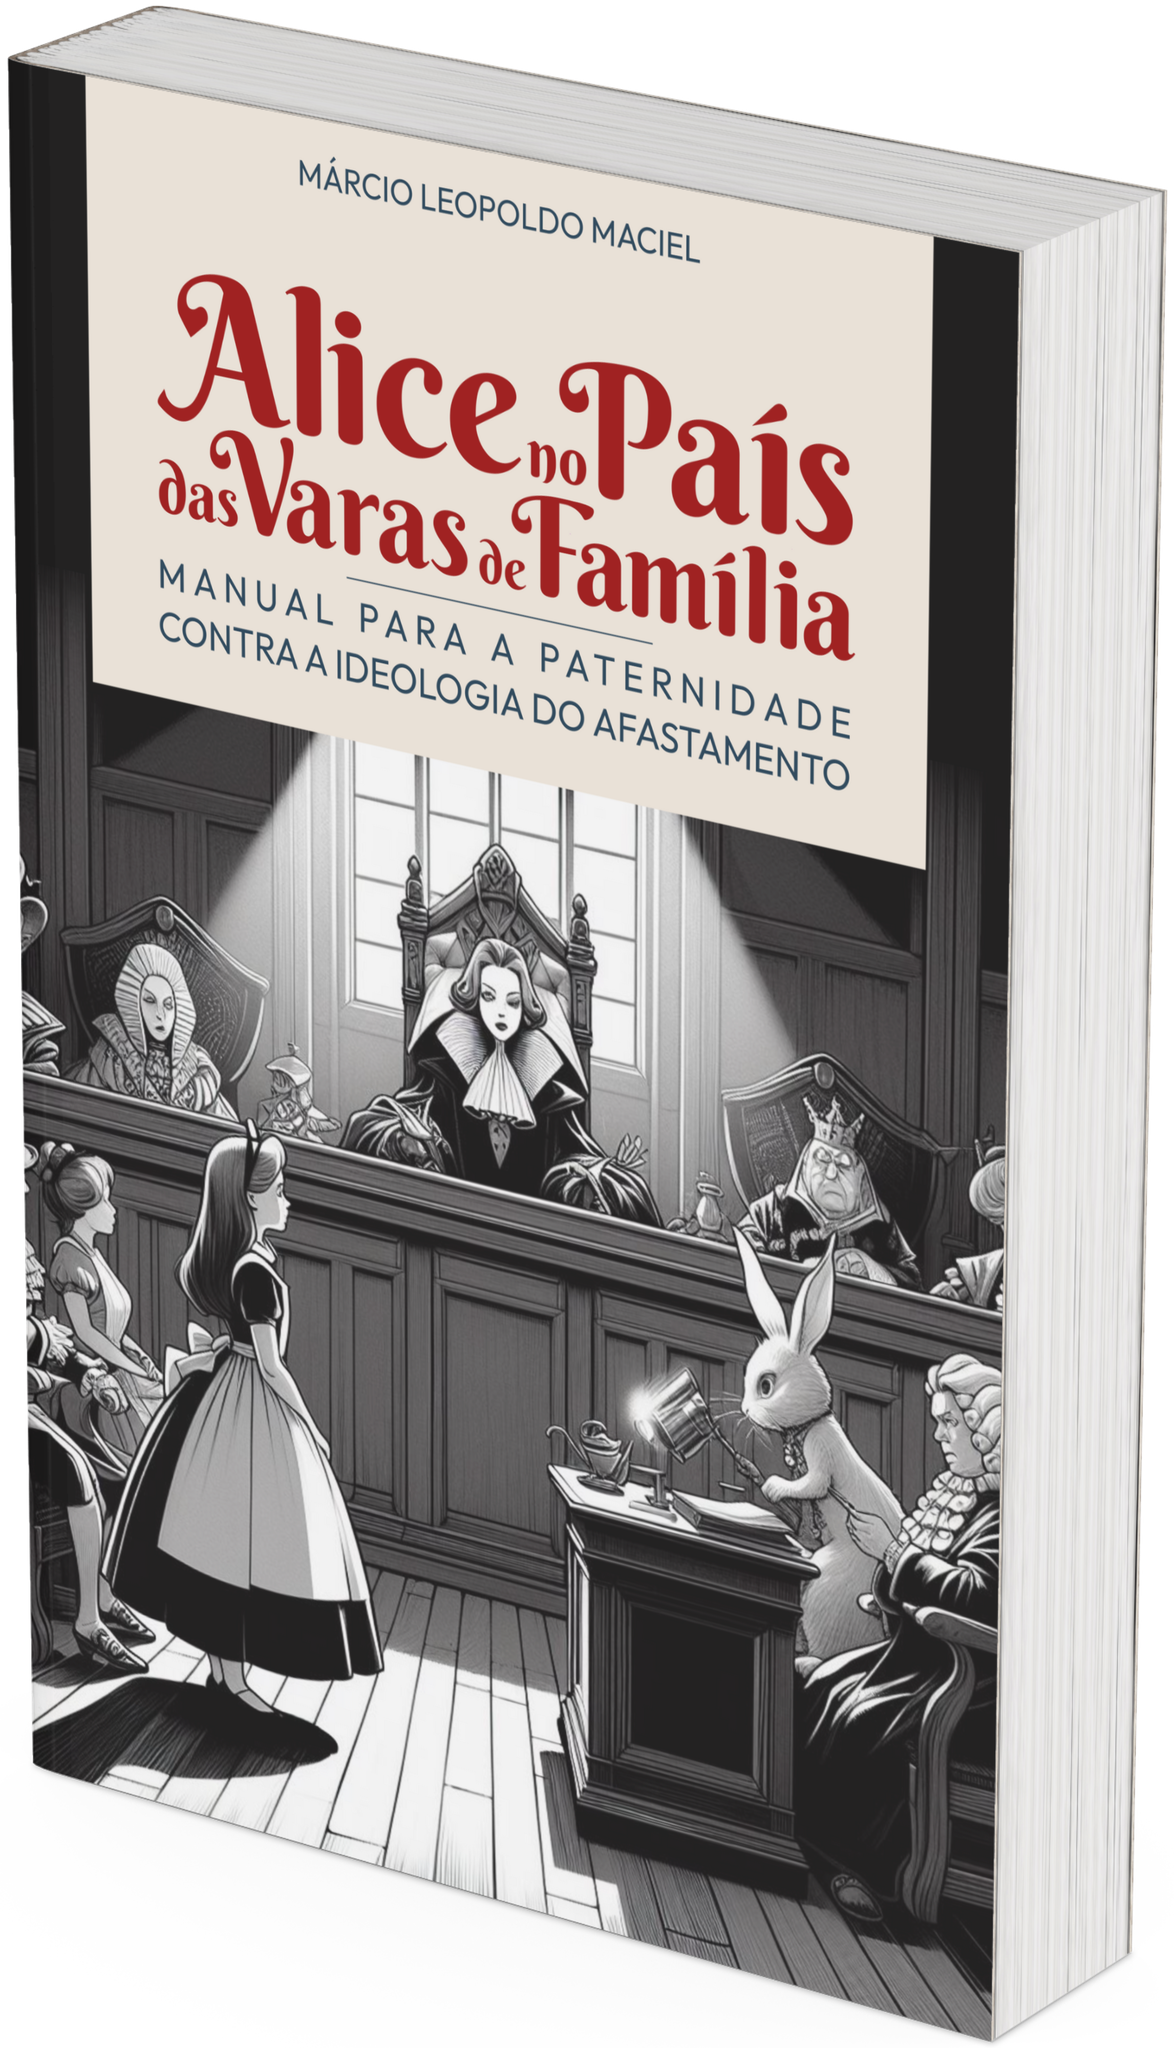 MÁRCIO LEOPOLDO MACIEL
Alice no País
das Varas de Família
MANUAL PARA A PATERNIDADE
CONTRA A IDEOLOGIA DO AFASTAMENTO